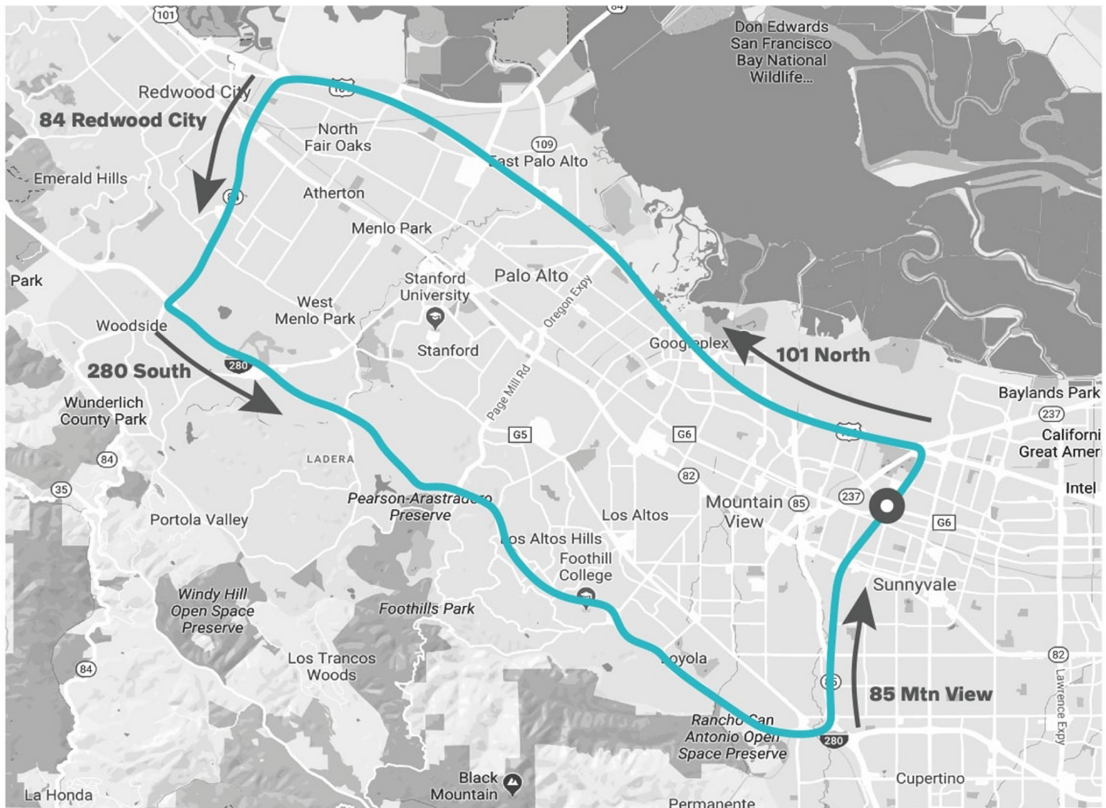 101
84
Don Edwards
San Francisco
Bay National
Wildlife...
Redwood City
101
84 Redwood City
North
Fair Oaks
109
East Palo Alto
Emerald Hills
Atherton
84
Menlo Park
Park
Stanford
University
Palo Alto
Oregon Expy
West
Menlo Park
Woodside
Stanford
Googleplex
101 North
280
280 South
Page Mill Rd
Baylands Park
237
Wunderlich
County Park
G5
G6
Californi
Great Amer
84
LADERA
82
Intel
35
Pearson-Arastradero
Preserve
Mountain
View
85
237
Portola Valley
Los Altos
G6
Los Altos Hills
Foothill
College
Sunnyvale
Windy Hill
Open Space
Preserve
Foothills Park
Los Trancos
Woods
Loyola
82
84
85
85 Mtn View
Lawrence Expy
Rancho San
Antonio Open
Space Preserve
280
Black
Mountain
Cupertino
La Honda
Permanente